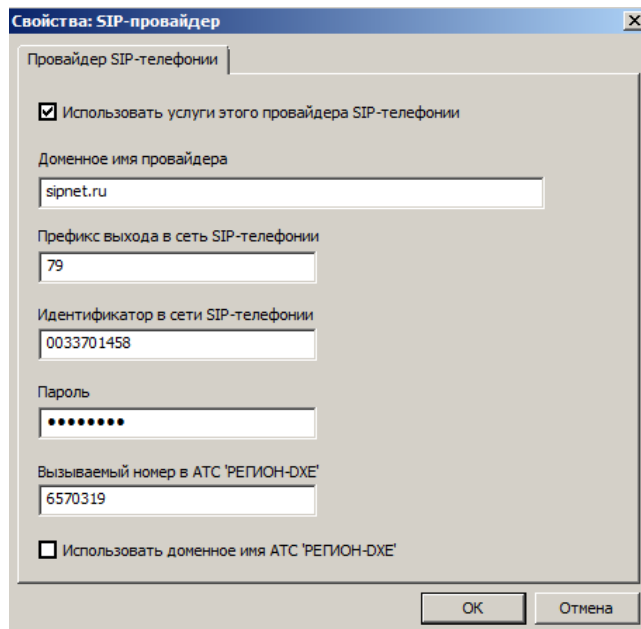 Свойства: SIP-провайдер
Провайдер SIP-телефонии
Использовать услуги этого провайдера SIP-телефонии
Доменное имя провайдера
sipnet.ru
Префикс выхода в сеть SIP-телефонии
79
Идентификатор в сети SIP-телефонии
0033701458
Пароль
••••••••
Вызываемый номер в АТС 'РЕГИОН-DXE'
6570319
Использовать доменное имя АТС 'РЕГИОН-DXE'
ОК Отмена